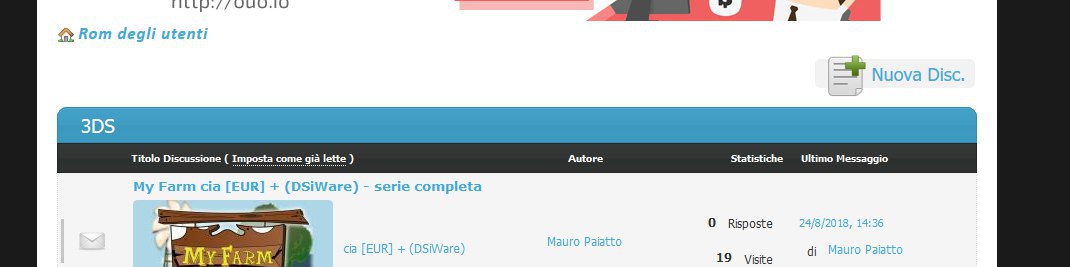 http://ouo.io
Rom degli utenti
Nuova Disc.
3DS
Titolo Discussione ( Imposta come già lette ) Autore Statistiche Ultimo Messaggio
My Farm cia [EUR] + (DSiWare) - serie completa
MY FARM
cia [EUR] + (DSiWare)
Mauro Paiatto
0 Risposte
19 Visite
24/8/2018, 14:36
di Mauro Paiatto